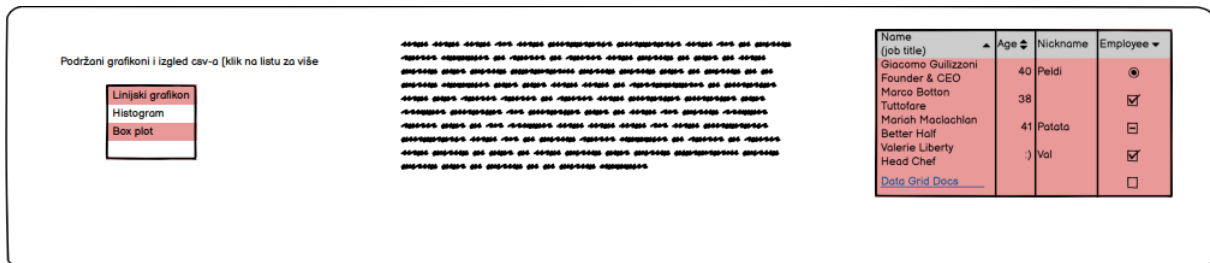 Podržani grafikoni i izgled csv-a (klik na listu za više
Linijski grafikon
Histogram
Box plot
Name
(job title)
Age
Nickname
Employee
Giacomo Guilizzoni
Founder & CEO
40
Peldi
Marco Botton
Tuttofare
38
Mariah Maclachlan
Better Half
41
Patata
Valerie Liberty
Head Chef
:)
Val
Data Grid Docs